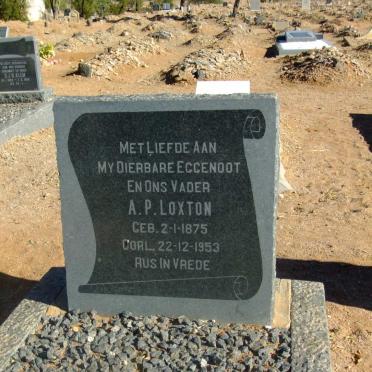 Met Liefde Aan
My Dierbare Eggenoot
En Ons Vader
A.P. Loxton
Geb. 2-1-1875
Oorl. 22-12-1953
Rus In Vrede